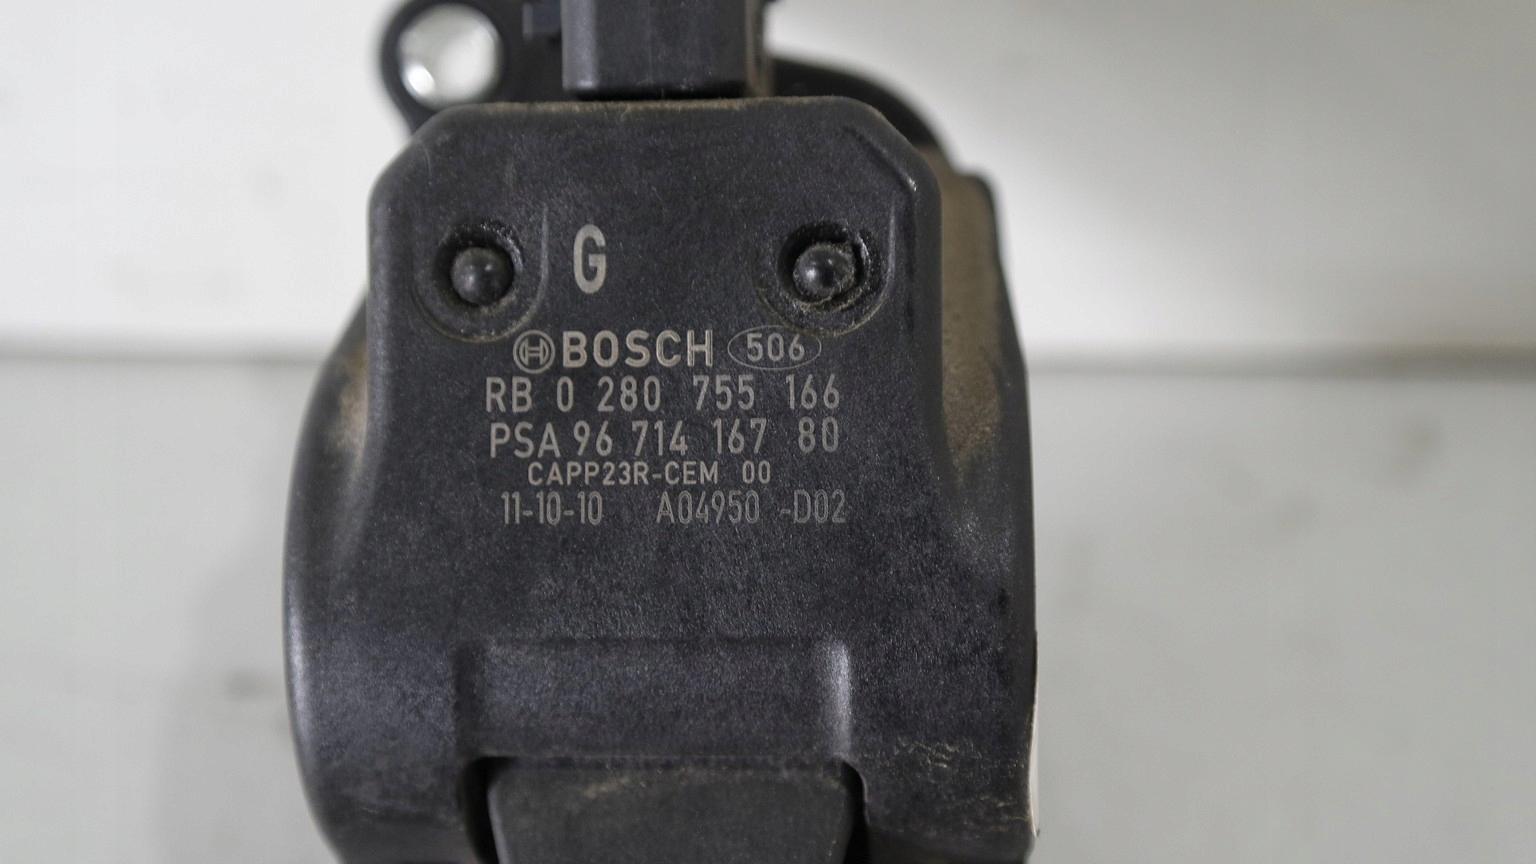 G
BOSCH 506
RB 0 280 755 166
PSA 96 714 167 80
CAPP23R-CEM 00
11-10-10 A04950 -D02